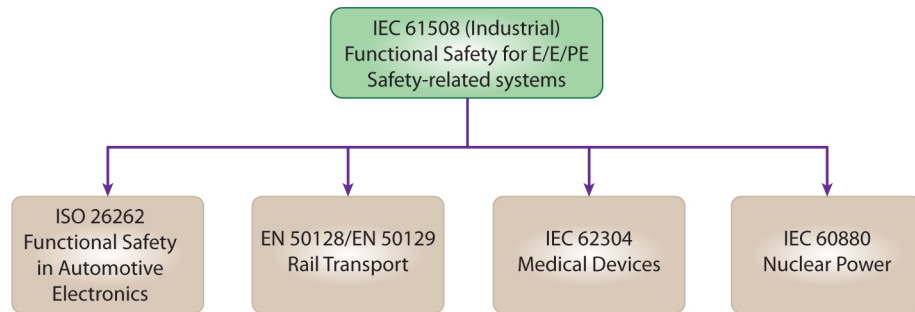 IEC 61508 (Industrial)
Functional Safety for E/E/PE
Safety-related systems
ISO 26262
Functional Safety
in Automotive
Electronics
EN 50128/EN 50129
Rail Transport
IEC 62304
Medical Devices
IEC 60880
Nuclear Power